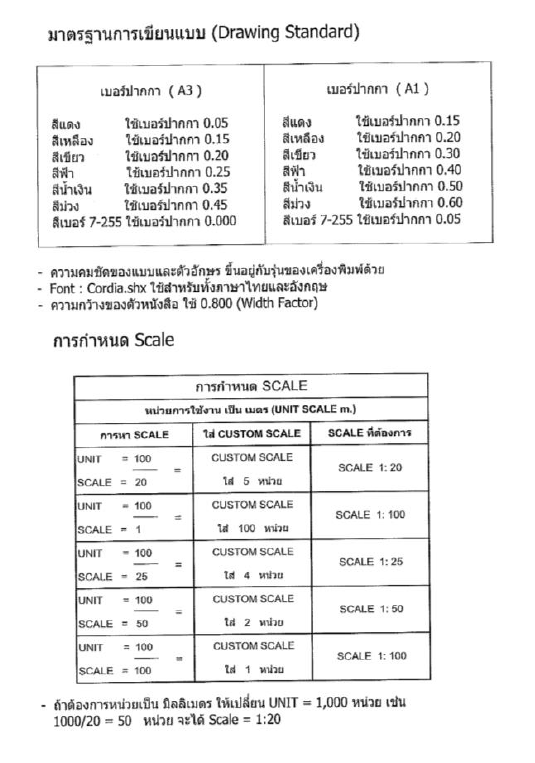 มาตรฐานการเขียนแบบ (Drawing Standard)
เบอร์ปากกา ( A3 )
สีแดง ใช้เบอร์ปากกา 0.05
สีเหลือง ใช้เบอร์ปากกา 0.15
สีเขียว ใช้เบอร์ปากกา 0.20
สีฟ้า ใช้เบอร์ปากกา 0.25
สีน้ำเงิน ใช้เบอร์ปากกา 0.35
สีม่วง ใช้เบอร์ปากกา 0.45
สีเบอร์ 7-255 ใช้เบอร์ปากกา 0.000
เบอร์ปากกา ( A1 )
สีแดง ใช้เบอร์ปากกา 0.15
สีเหลือง ใช้เบอร์ปากกา 0.20
สีเขียว ใช้เบอร์ปากกา 0.30
สีฟ้า ใช้เบอร์ปากกา 0.40
สีน้ำเงิน ใช้เบอร์ปากกา 0.50
สีม่วง ใช้เบอร์ปากกา 0.60
สีเบอร์ 7-255 ใช้เบอร์ปากกา 0.05
- ความคมชัดของแบบและตัวอักษร ขึ้นอยู่กับรุ่นของเครื่องพิมพ์ด้วย
- Font : Cordia.shx ใช้สำหรับทั้งภาษาไทยและอังกฤษ
- ความกว้างของตัวหนังสือ ใช้ 0.800 (Width Factor)
การกำหนด Scale
การกำหนด SCALE
หน่วยการใช้งาน เป็น เมตร (UNIT SCALE m.)
การหา SCALE ใส่ CUSTOM SCALE SCALE ที่ต้องการ
UNIT = 100 CUSTOM SCALE
= SCALE 1: 20
SCALE = 20 ใส่ 5 หน่วย
UNIT = 100 CUSTOM SCALE
= SCALE 1: 100
SCALE = 1 ใส่ 100 หน่วย
UNIT = 100 CUSTOM SCALE
= SCALE 1: 25
SCALE = 25 ใส่ 4 หน่วย
UNIT = 100 CUSTOM SCALE
= SCALE 1: 50
SCALE = 50 ใส่ 2 หน่วย
UNIT = 100 CUSTOM SCALE
= SCALE 1: 100
SCALE = 100 ใส่ 1 หน่วย
- ถ้าต้องการหน่วยเป็น มิลลิเมตร ให้เปลี่ยน UNIT = 1,000 หน่วย เช่น
1000/20 = 50 หน่วย จะได้ Scale = 1:20